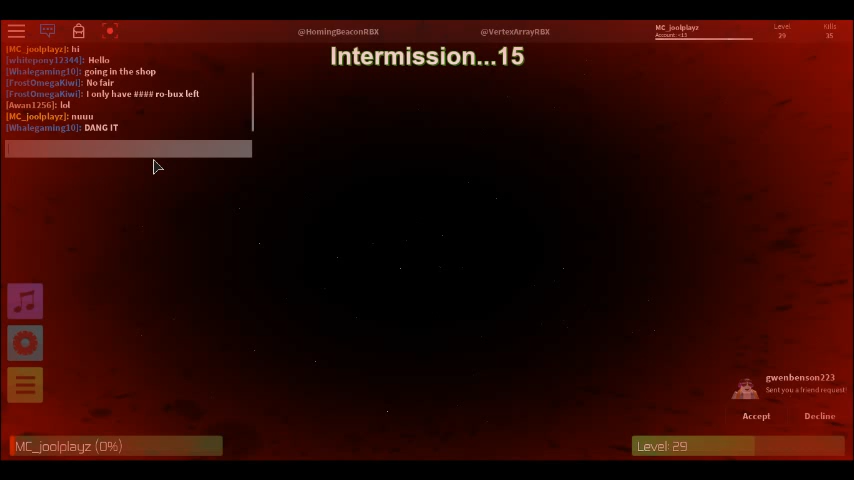 @HomingBeaconRBX
@VertexArrayRBX
MC_joolplayz
Account: <13
Level
29
Kills
35
Intermission...15
[MC_joolplayz]: hi
[whitepony12344]: Hello
[Whalegaming10]: going in the shop
[FrostOmegaKiwi]: No fair
[FrostOmegaKiwi]: I only have #### ro-bux left
[Awan1256]: lol
[MC_joolplayz]: nuuu
[Whalegaming10]: DANG IT
gwenbenson223
Sent you a friend request!
Accept
Decline
MC_joolplayz (0%)
Level: 29